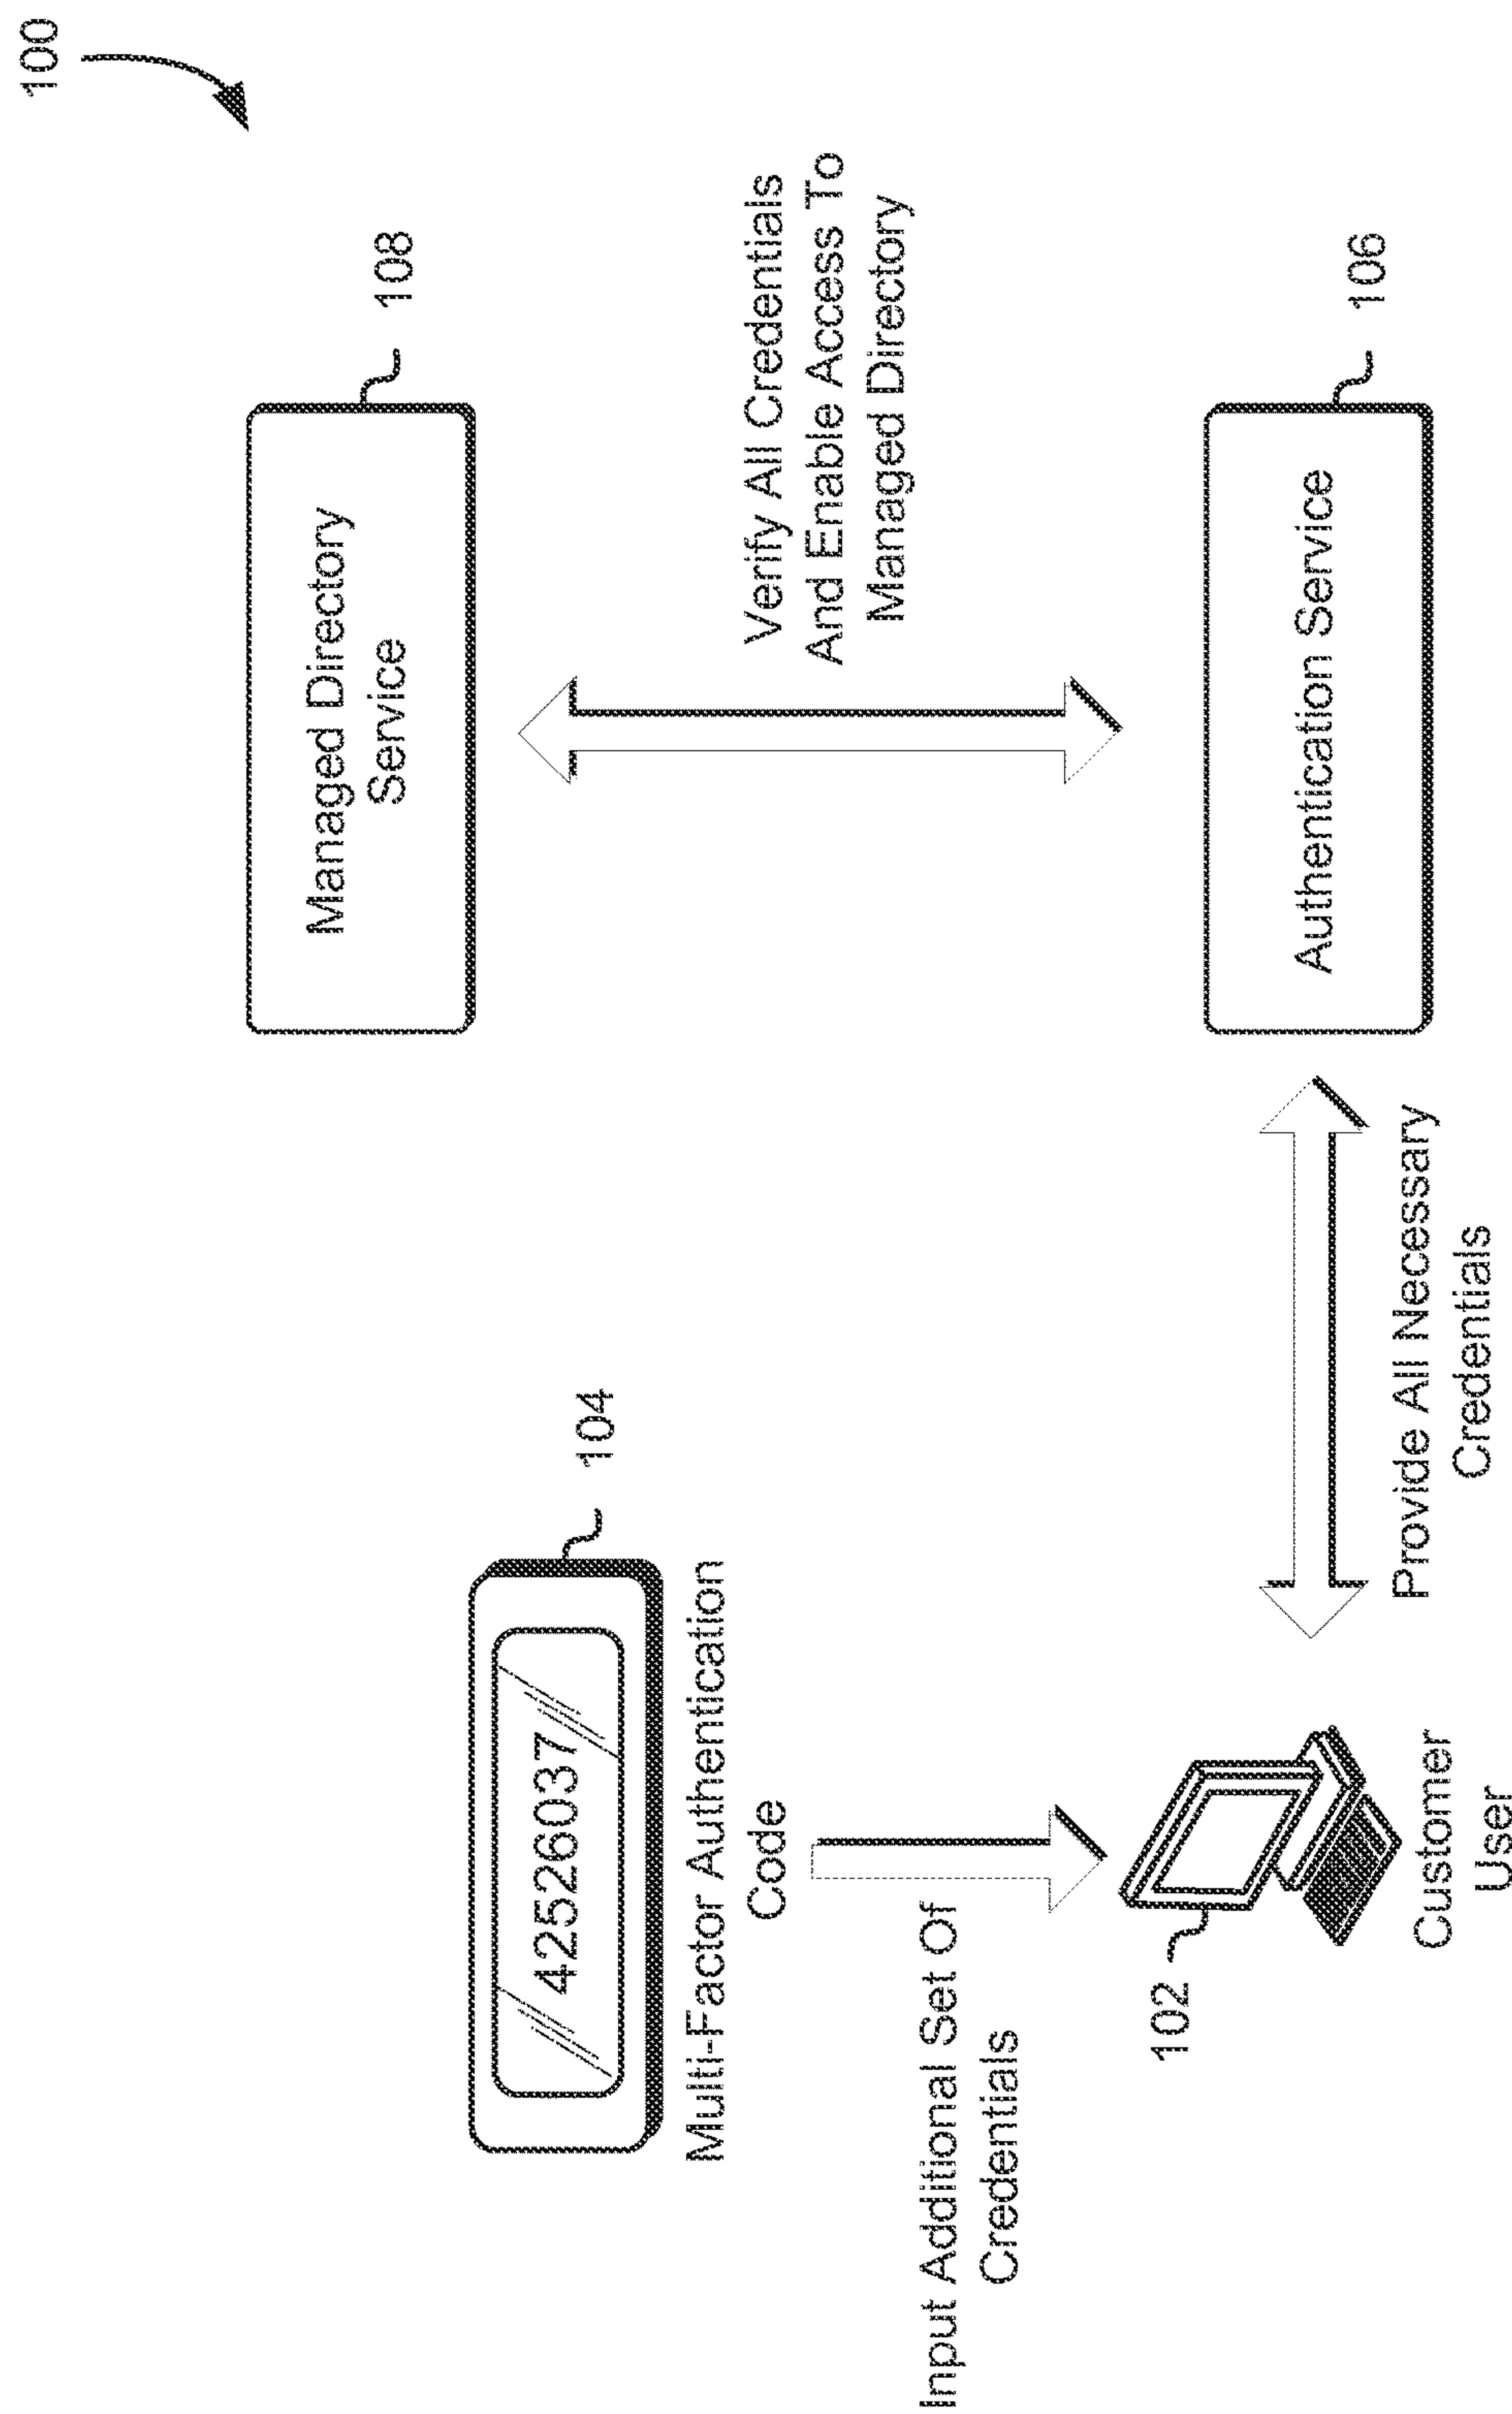 100
42526037
104
Multi-Factor Authentication
Code
Managed Directory
Service
108
Input Additional Set Of
Credentials
Verify All Credentials
And Enable Access To
Managed Directory
102
Customer
User
Provide All Necessary
Credentials
Authentication Service
106